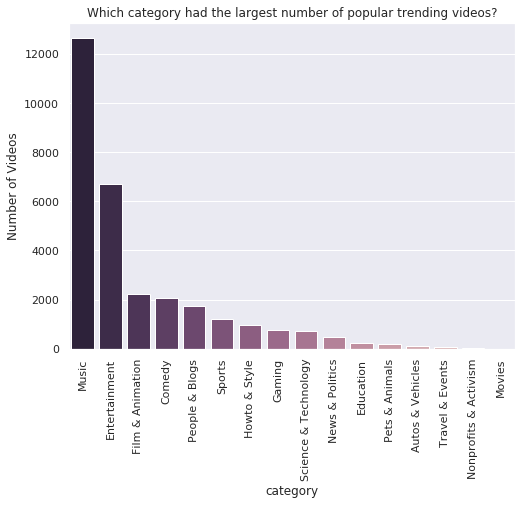 Which category had the largest number of popular trending videos?
Number of Videos
12000
10000
8000
6000
4000
2000
0
Music
Entertainment
Film & Animation
Comedy
People & Blogs
Sports
Howto & Style
Gaming
Science & Technology
News & Politics
Education
Pets & Animals
Autos & Vehicles
Travel & Events
Nonprofits & Activism
Movies
category